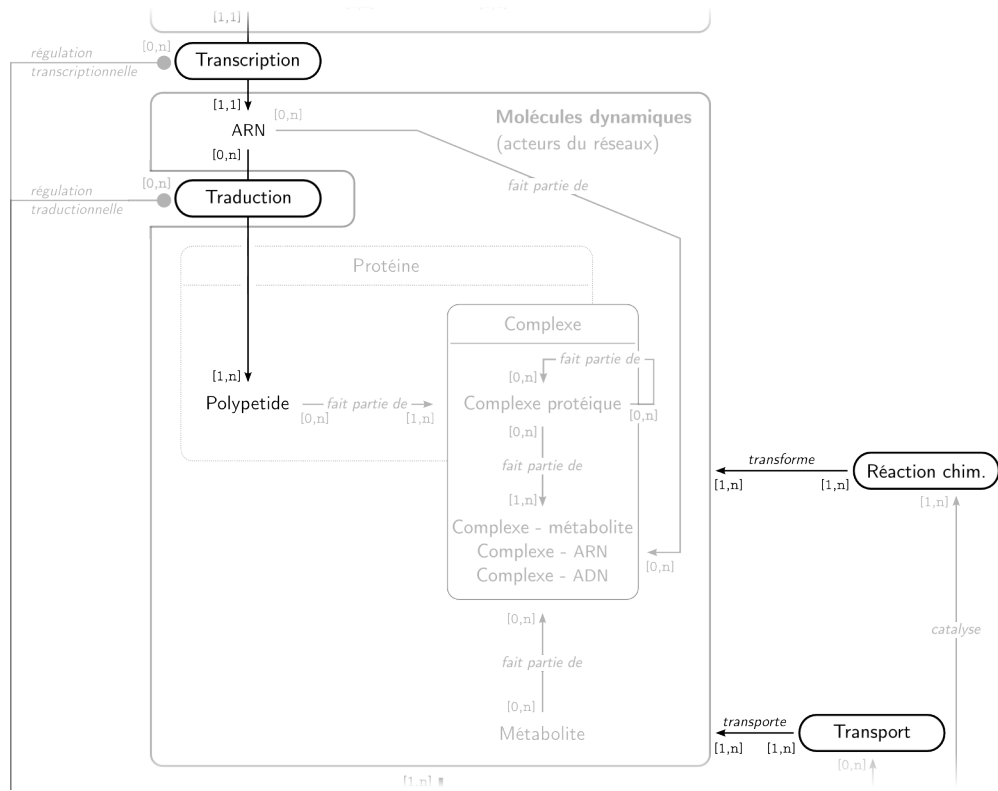 [1,1]
régulation
transcriptionnelle
[0,n]
Transcription
[1,1]
[0,n]
ARN
[0,n]
Molécules dynamiques
(acteurs du réseaux)
fait partie de
régulation
traductionnelle
[0,n]
Traduction
Protéine
Complexe
fait partie de
[1,n]
[0,n]
Polypetide
fait partie de
[0,n]
[1,n]
Complexe protéique
[0,n]
[0,n]
fait partie de
[1,n]
transforme
[1,n]
[1,n]
Réaction chim.
[1,n]
Complexe - métabolite
Complexe - ARN
Complexe - ADN
[0,n]
[0,n]
fait partie de
catalyse
[0,n]
Métabolite
transporte
[1,n]
[1,n]
Transport
[0,n]
[1,n]